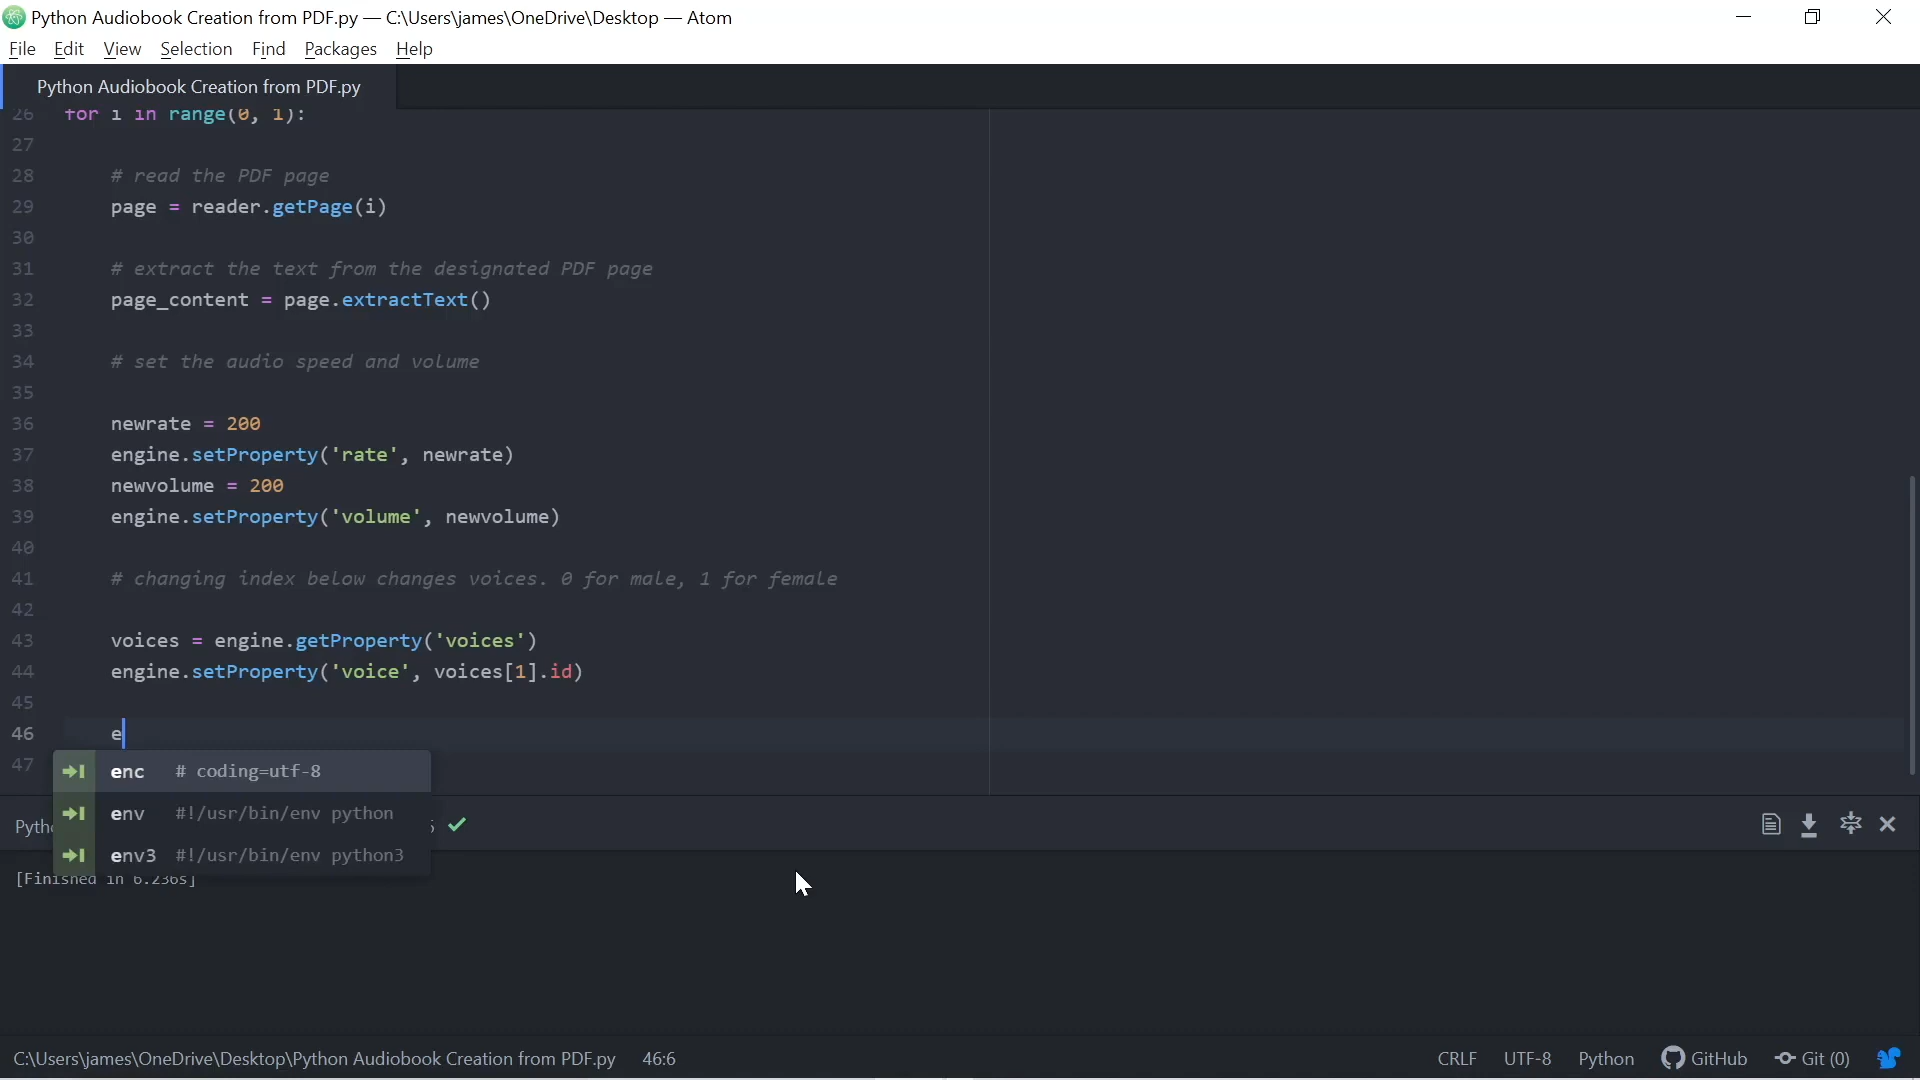 Python Audiobook Creation from PDF.py — C:\Users\james\OneDrive\Desktop — Atom
File Edit View Selection Find Packages Help
Python Audiobook Creation from PDF.py
26 for i in range(0, 1):
27
28 # read the PDF page
29 page = reader.getPage(i)
30
31 # extract the text from the designated PDF page
32 page_content = page.extractText()
33
34 # set the audio speed and volume
35
36 newrate = 200
37 engine.setProperty('rate', newrate)
38 newvolume = 200
39 engine.setProperty('volume', newvolume)
40
41 # changing index below changes voices. 0 for male, 1 for female
42
43 voices = engine.getProperty('voices')
44 engine.setProperty('voice', voices[1].id)
45
46 e
47
enc # coding=utf-8
env #!/usr/bin/env python
env3 #!/usr/bin/env python3
[Finished in 6.236s]
C:\Users\james\OneDrive\Desktop\Python Audiobook Creation from PDF.py 46:6 CRLF UTF-8 Python GitHub Git (0)